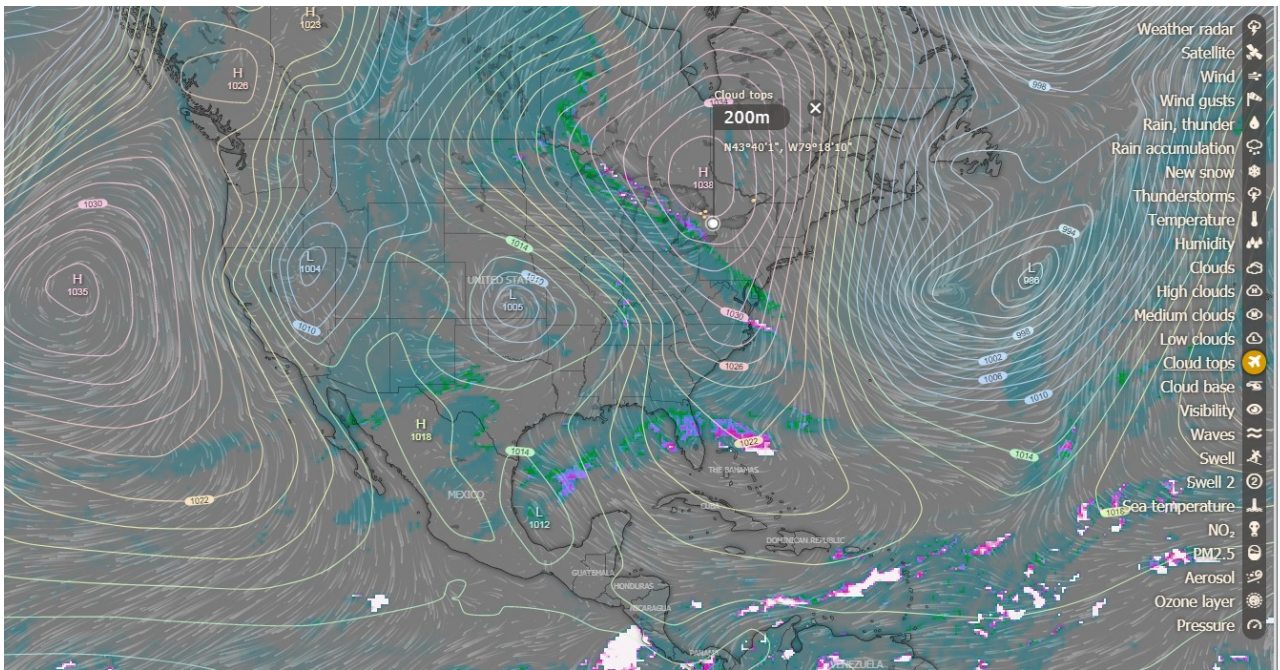 H
1023
Weather radar
Satellite
H
1026
998
Wind
Cloud tops
200m
Wind gusts
Rain, thunder
N43°40'1", W79°18'10"
Rain accumulation
H
1038
New snow
Thunderstorms
1030
Temperature
994
1014
Humidity
L
1004
L
Clouds
H
1035
UNITED
High clouds
L
1005
1030
Medium clouds
1010
998
Low clouds
1002
Cloud tops
1026
1006
Cloud base
1010
Visibility
H
1018
Waves
1022
1014
1014
Swell
THE BAHAMAS
Swell 2
MEXICO
1022
L
1012
CUBA
1018
Sea temperature
NO₂
DOMINICAN REPUBLIC
PM2.5
GUATEMALA
Aerosol
HONDURAS
NICARAGUA
Ozone layer
Pressure
PANAMA
VENEZUELA